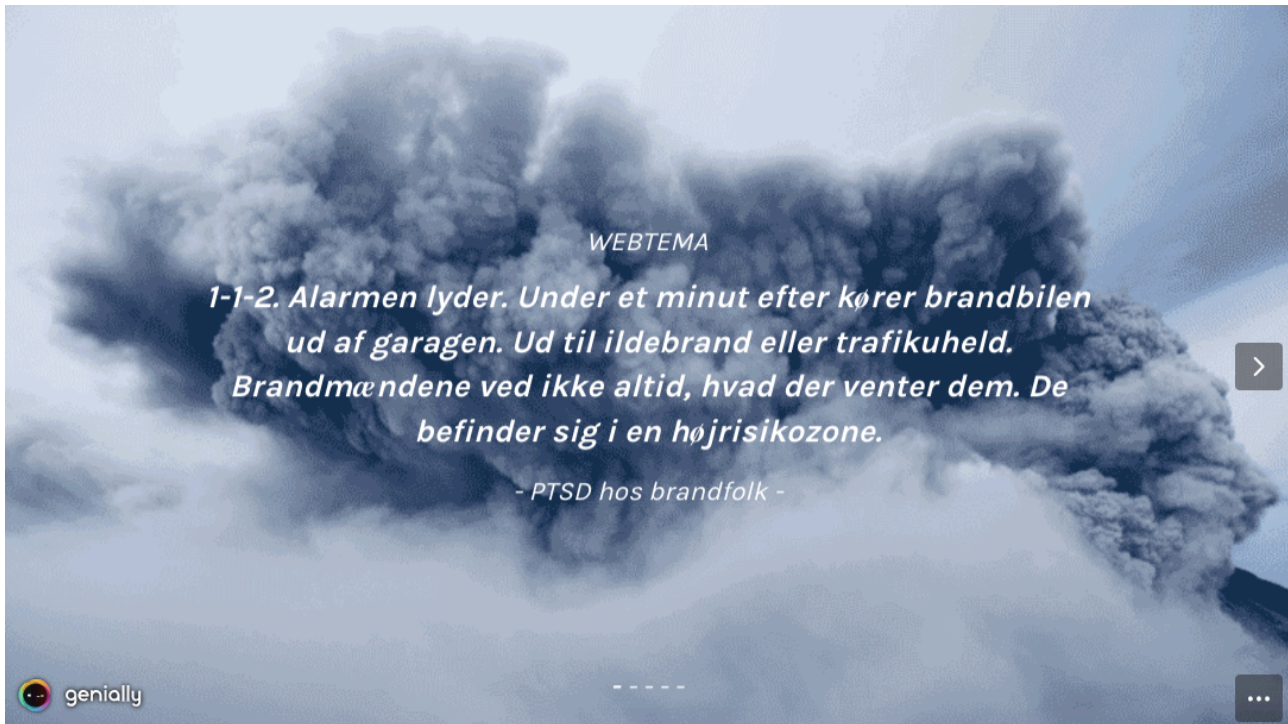 WEBTEMA
1-1-2. Alarmen lyder. Under et minut efter kører brandbilen
ud af garagen. Ud til ildebrand eller trafikuheld.
Brandmændene ved ikke altid, hvad der venter dem. De
befinder sig i en højrisikozone.
- PTSD hos brandfolk -
genially